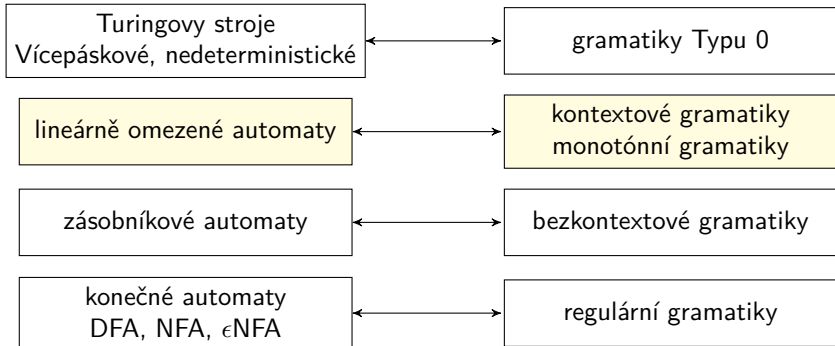 Turingovy stroje
Vícepáskové, nedeterministické
gramatiky Typu 0
lineárně omezené automaty
kontextové gramatiky
monotónní gramatiky
zásobníkové automaty
bezkontextové gramatiky
konečné automaty
DFA, NFA, ϵNFA
regulární gramatiky